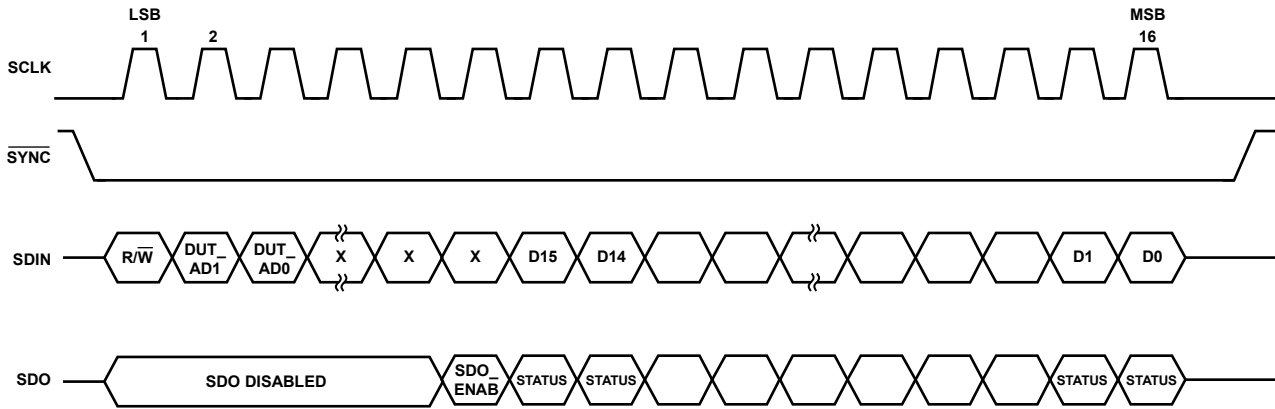 LSB MSB
1 2 16
SCLK
SYNC
SDIN R/W DUT_ DUT_ X X X D15 D14 D1 D0
AD1 AD0
SDO SDO DISABLED SDO_ STATUS STATUS STATUS STATUS
ENAB